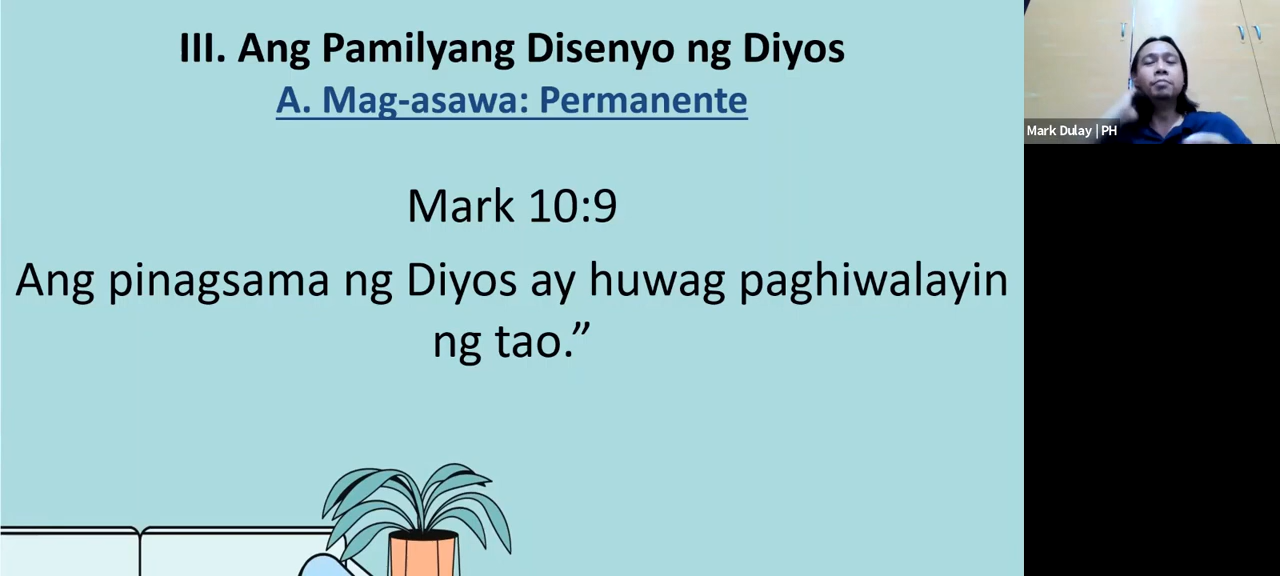 III. Ang Pamilyang Disenyo ng Diyos
A. Mag-asawa: Permanente
Mark 10:9
Ang pinagsama ng Diyos ay huwag paghiwalayin
ng tao.”
Mark Dulay | PH